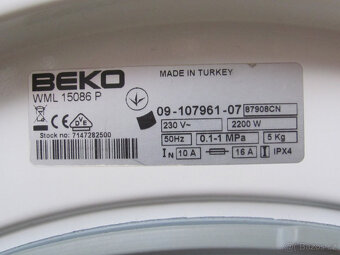 BEKO
MADE IN TURKEY
WML 15086 P
09-107961-07 87908CN
230 V~ 2200 W
50Hz 0.1-1 MPa 5 Kg
Stock no: 7147282500
IN 10 A 16 A IPX4